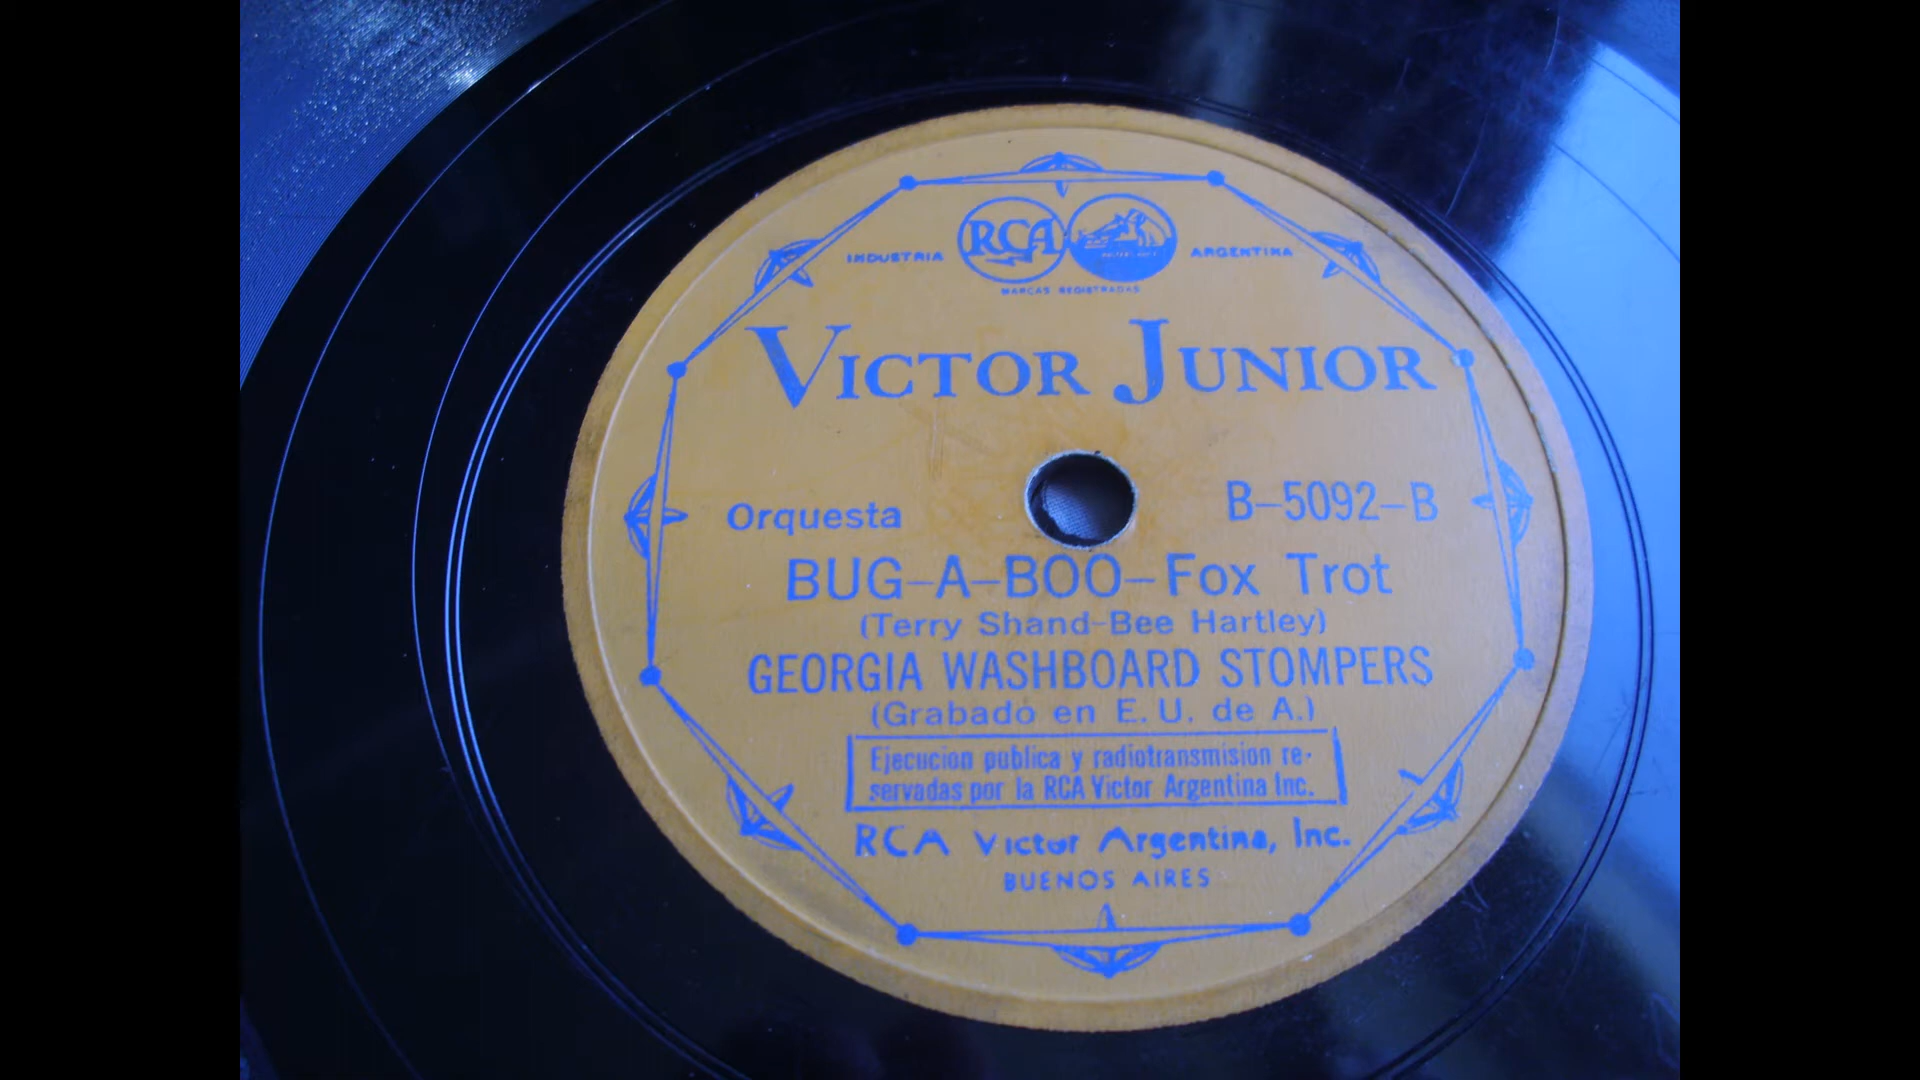 INDUSTRIA RCA ARGENTINA
MARCAS REGISTRADAS
VICTOR JUNIOR
Orquesta B-5092-B
BUG-A-BOO-Fox Trot
(Terry Shand-Bee Hartley)
GEORGIA WASHBOARD STOMPERS
(Grabado en E. U. de A.)
Ejecucion publica y radiotransmision re-
servadas por la RCA Victor Argentina Inc.
RCA Victor Argentina, Inc.
BUENOS AIRES